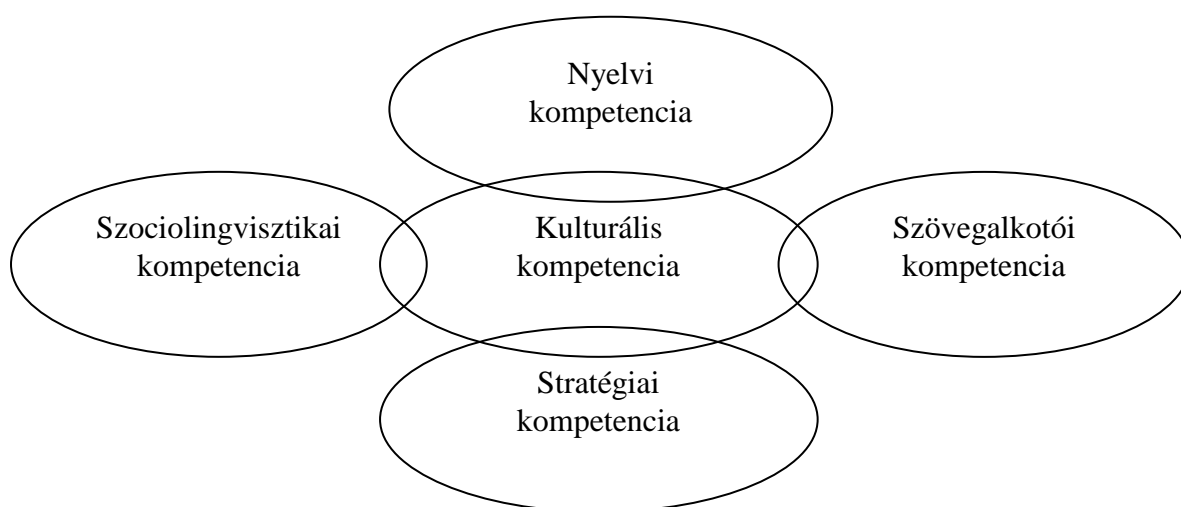 Nyelvi
kompetencia
Szociolingvisztikai
kompetencia
Kulturális
kompetencia
Szövegalkotói
kompetencia
Stratégiai
kompetencia